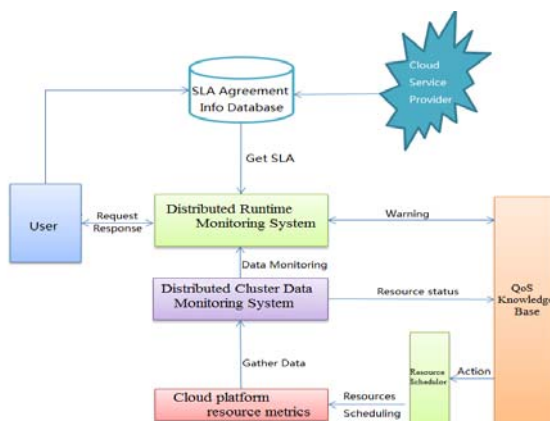 Cloud
Service
Provider
SLA Agreement
Info Database
Get SLA
User
Request
Response
Distributed Runtime
Monitoring System
Warning
Data Monitoring
Distributed Cluster Data
Monitoring System
Resource status
QoS
Knowledge
Base
Gather Data
Resource
Schedulor
Action
Cloud platform
resource metrics
Resources
Scheduling